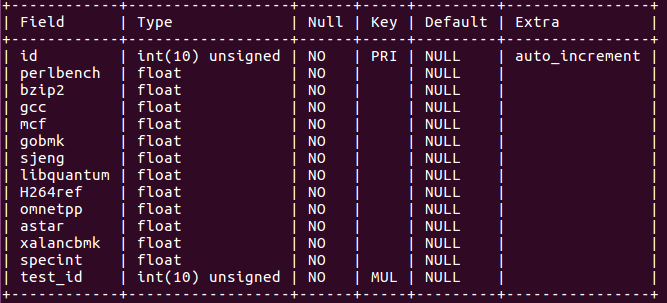 +-------------+------------------+------+-----+---------+----------------+
| Field       | Type             | Null | Key | Default | Extra          |
+-------------+------------------+------+-----+---------+----------------+
| id          | int(10) unsigned | NO   | PRI | NULL    | auto_increment |
| perlbench   | float            | NO   |     | NULL    |                |
| bzip2       | float            | NO   |     | NULL    |                |
| gcc         | float            | NO   |     | NULL    |                |
| mcf         | float            | NO   |     | NULL    |                |
| gobmk       | float            | NO   |     | NULL    |                |
| sjeng       | float            | NO   |     | NULL    |                |
| libquantum  | float            | NO   |     | NULL    |                |
| H264ref     | float            | NO   |     | NULL    |                |
| omnetpp     | float            | NO   |     | NULL    |                |
| astar       | float            | NO   |     | NULL    |                |
| xalancbmk   | float            | NO   |     | NULL    |                |
| specint     | float            | NO   |     | NULL    |                |
| test_id     | int(10) unsigned | NO   | MUL | NULL    |                |
+-------------+------------------+------+-----+---------+----------------+